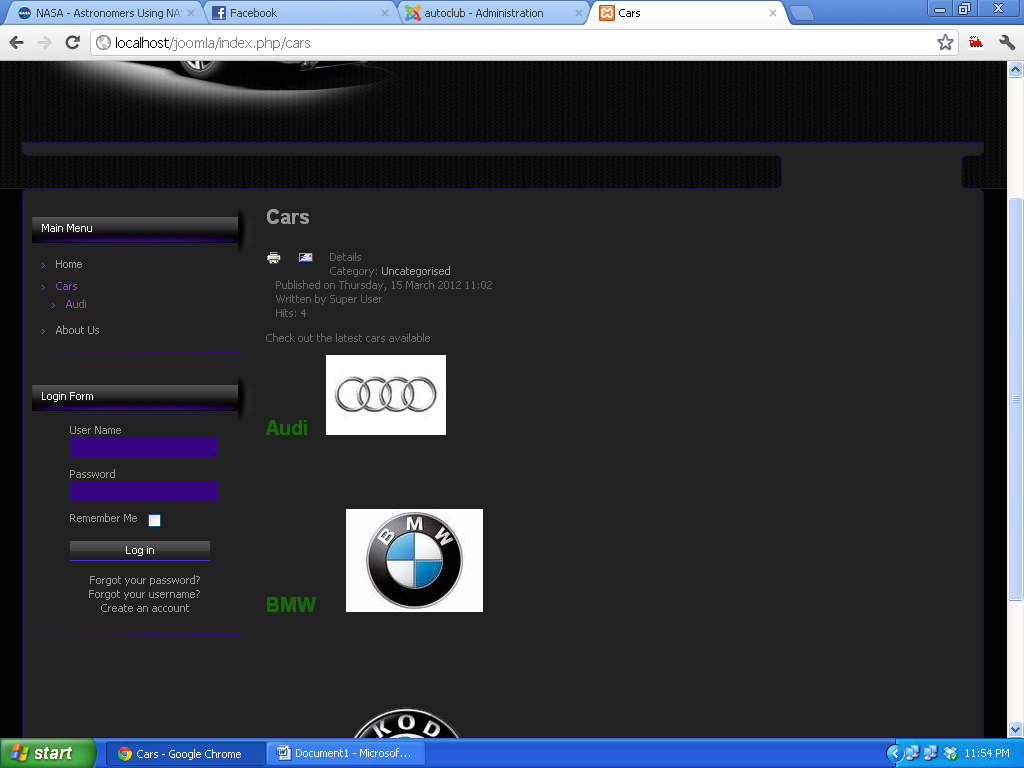 NASA - Astronomers Using NA
Facebook
autoclub - Administration
Cars
localhost/joomla/index.php/cars
Cars
Main Menu
Details
Home
Category: Uncategorised
Cars
Published on Thursday, 15 March 2012 11:02
Audi
Written by Super User
Hits: 4
About Us
Check out the latest cars available
Login Form
Audi
User Name
Password
Remember Me
BMW
Log in
Forgot your password?
Forgot your username?
BMW
Create an account
KOD
start
Cars - Google Chrome
Document1 - Microsof...
11:54 PM